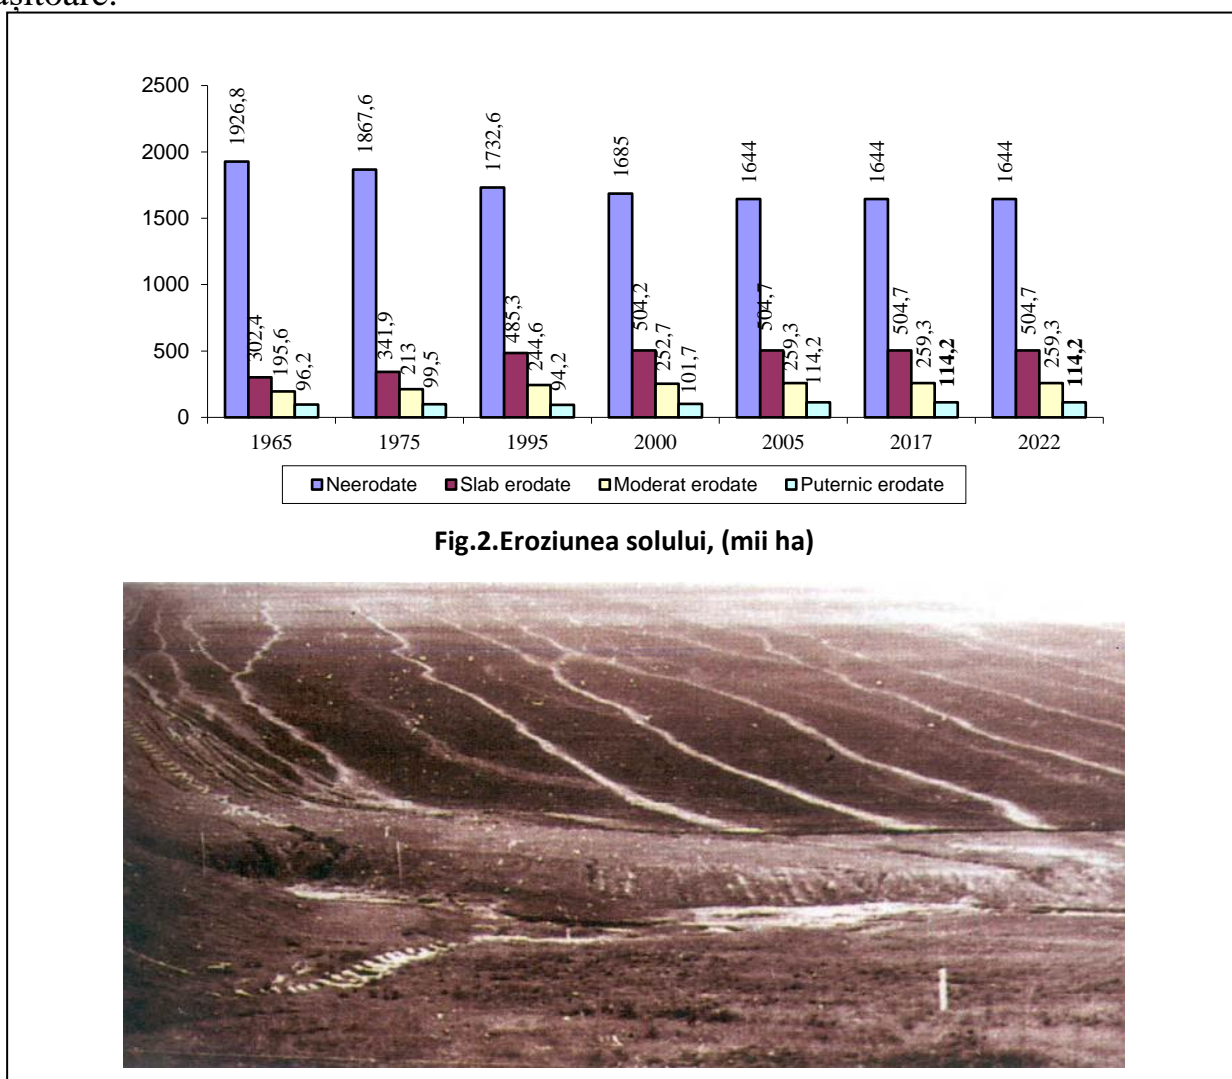 așitoare.
2500
2000
1500
1000
500
0
1926,8 302,4 195,6 96,2
1867,6 341,9 213 99,5
1732,6 485,3 244,6 94,2
1685 504,2 252,7 101,7
1644 504,7 259,3 114,2
1644 504,7 259,3 114,2
1644 504,7 259,3 114,2
1965 1975 1995 2000 2005 2017 2022
Neerodate Slab erodate Moderat erodate Puternic erodate
Fig.2.Eroziunea solului, (mii ha)